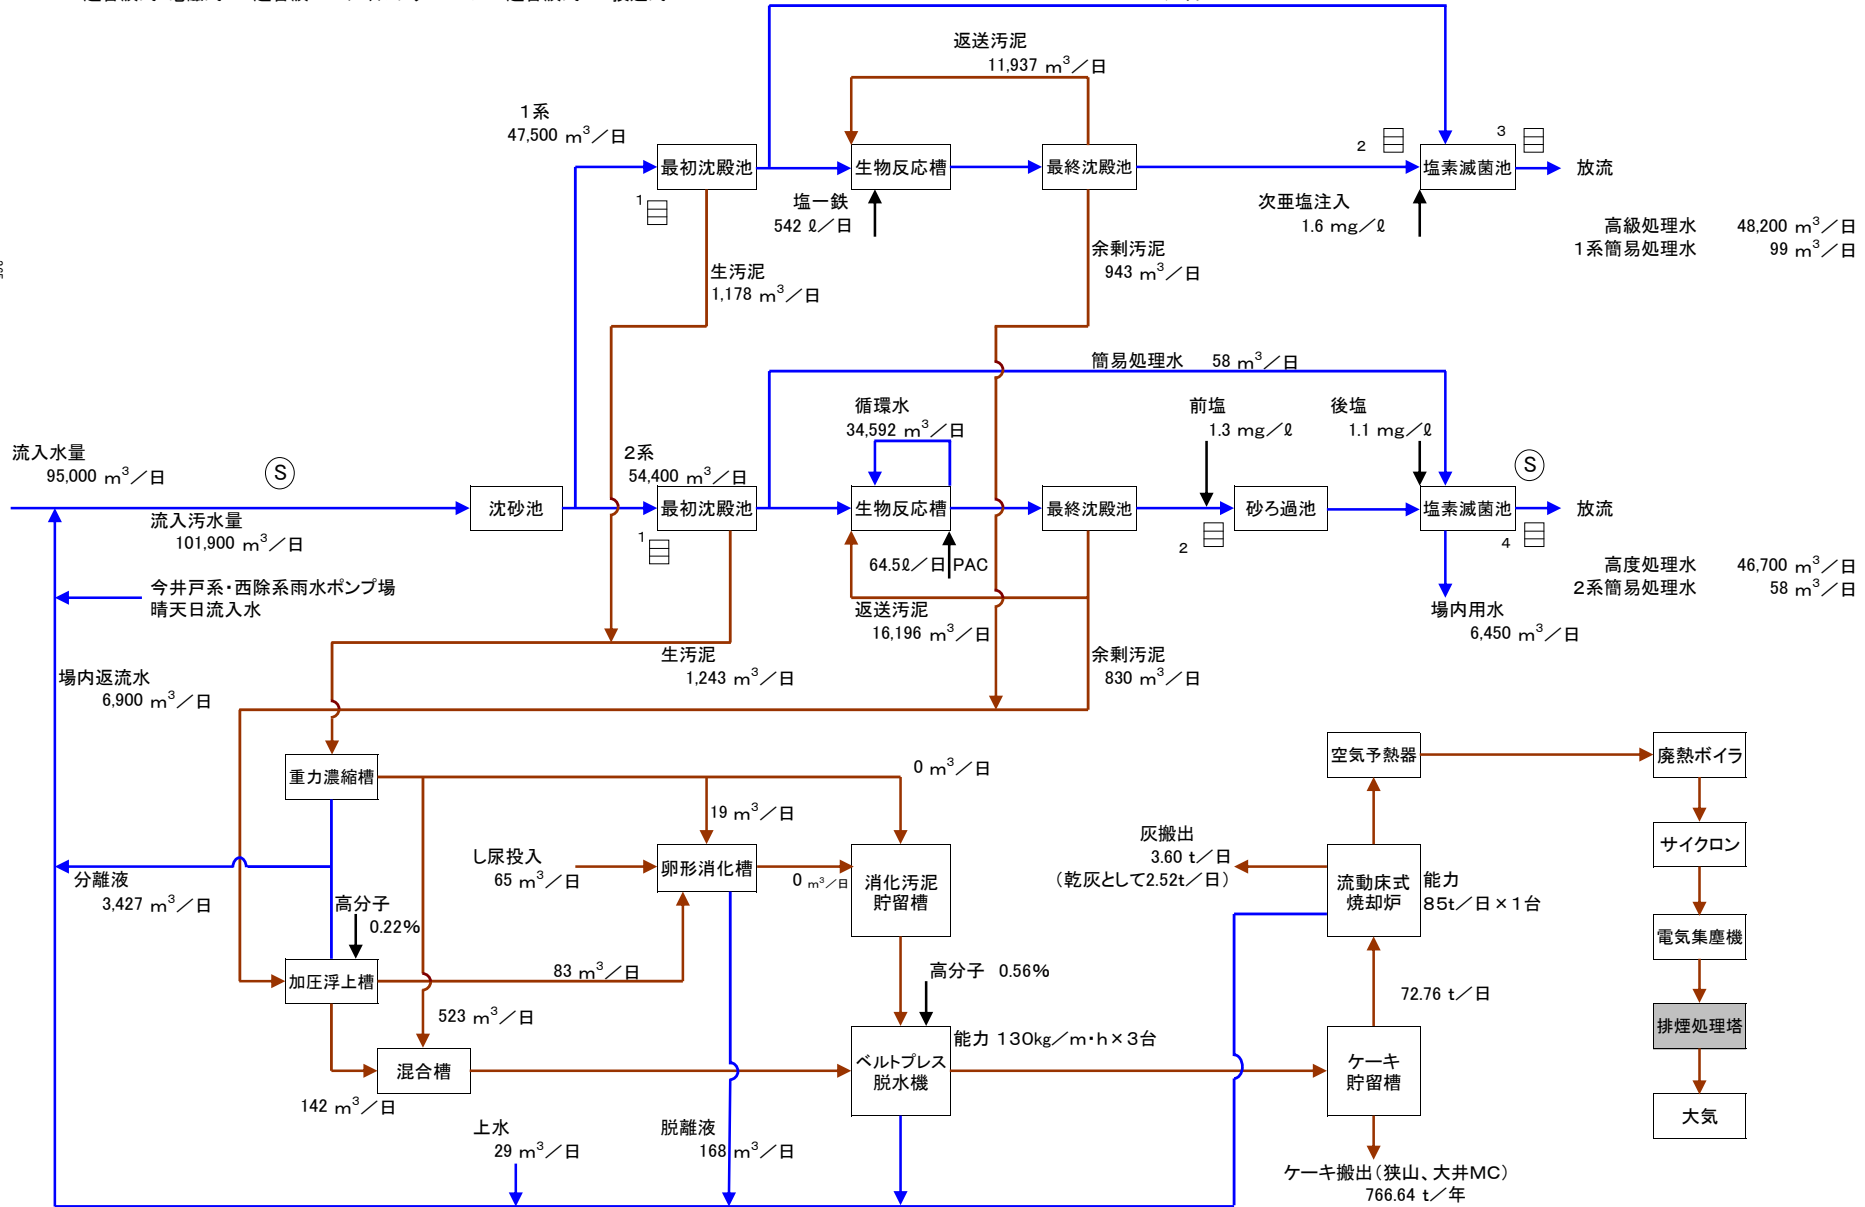 返送汚泥
11,937 m³／日
１系
47,500 m³／日
最初沈殿池
生物反応槽
最終沈殿池
2
3
塩素滅菌池
放流
1
塩一鉄
542 ℓ／日
次亜塩注入
1.6 mg／ℓ
高級処理水 48,200 m³／日
１系簡易処理水 99 m³／日
生汚泥
1,178 m³／日
余剰汚泥
943 m³／日
簡易処理水 58 m³／日
循環水
34,592 m³／日
前塩
1.3 mg／ℓ
後塩
1.1 mg／ℓ
流入水量
95,000 m³／日
S
２系
54,400 m³／日
S
沈砂池
最初沈殿池
生物反応槽
最終沈殿池
砂ろ過池
塩素滅菌池
放流
流入汚水量
101,900 m³／日
1
2
4
64.5ℓ／日
PAC
高度処理水 46,700 m³／日
２系簡易処理水 58 m³／日
今井戸系・西除系雨水ポンプ場
晴天日流入水
返送汚泥
16,196 m³／日
場内用水
6,450 m³／日
生汚泥
1,243 m³／日
余剰汚泥
830 m³／日
場内返流水
6,900 m³／日
重力濃縮槽
0 m³／日
空気予熱器
廃熱ボイラ
19 m³／日
し尿投入
65 m³／日
卵形消化槽
0 m³／日
消化汚泥
貯留槽
灰搬出
3.60 t／日
（乾灰として2.52t／日）
流動床式
焼却炉
能力
８５t／日×１台
サイクロン
分離液
3,427 m³／日
高分子
0.22%
電気集塵機
加圧浮上槽
83 m³／日
高分子 0.56%
72.76 t／日
523 m³／日
排煙処理塔
能力 １３０kg／m・h×３台
混合槽
ベルトプレス
脱水機
ケーキ
貯留槽
142 m³／日
大気
上水
29 m³／日
脱離液
168 m³／日
ケーキ搬出（狭山、大井MC）
766.64 t／年